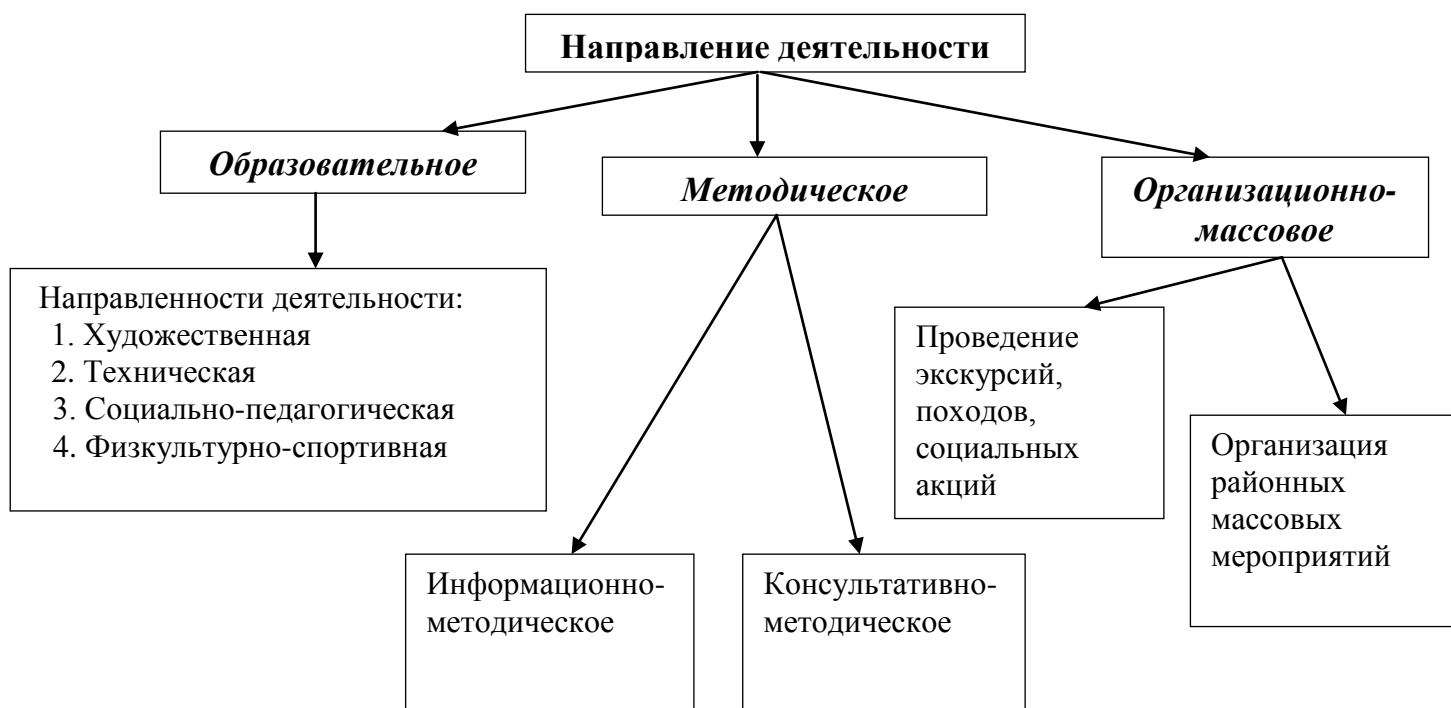 Направление деятельности
Образовательное
Методическое
Организационно-
массовое
Направленности деятельности:
1. Художественная
2. Техническая
3. Социально-педагогическая
4. Физкультурно-спортивная
Проведение
экскурсий,
походов,
социальных
акций
Организация
районных
массовых
мероприятий
Информационно-
методическое
Консультативно-
методическое